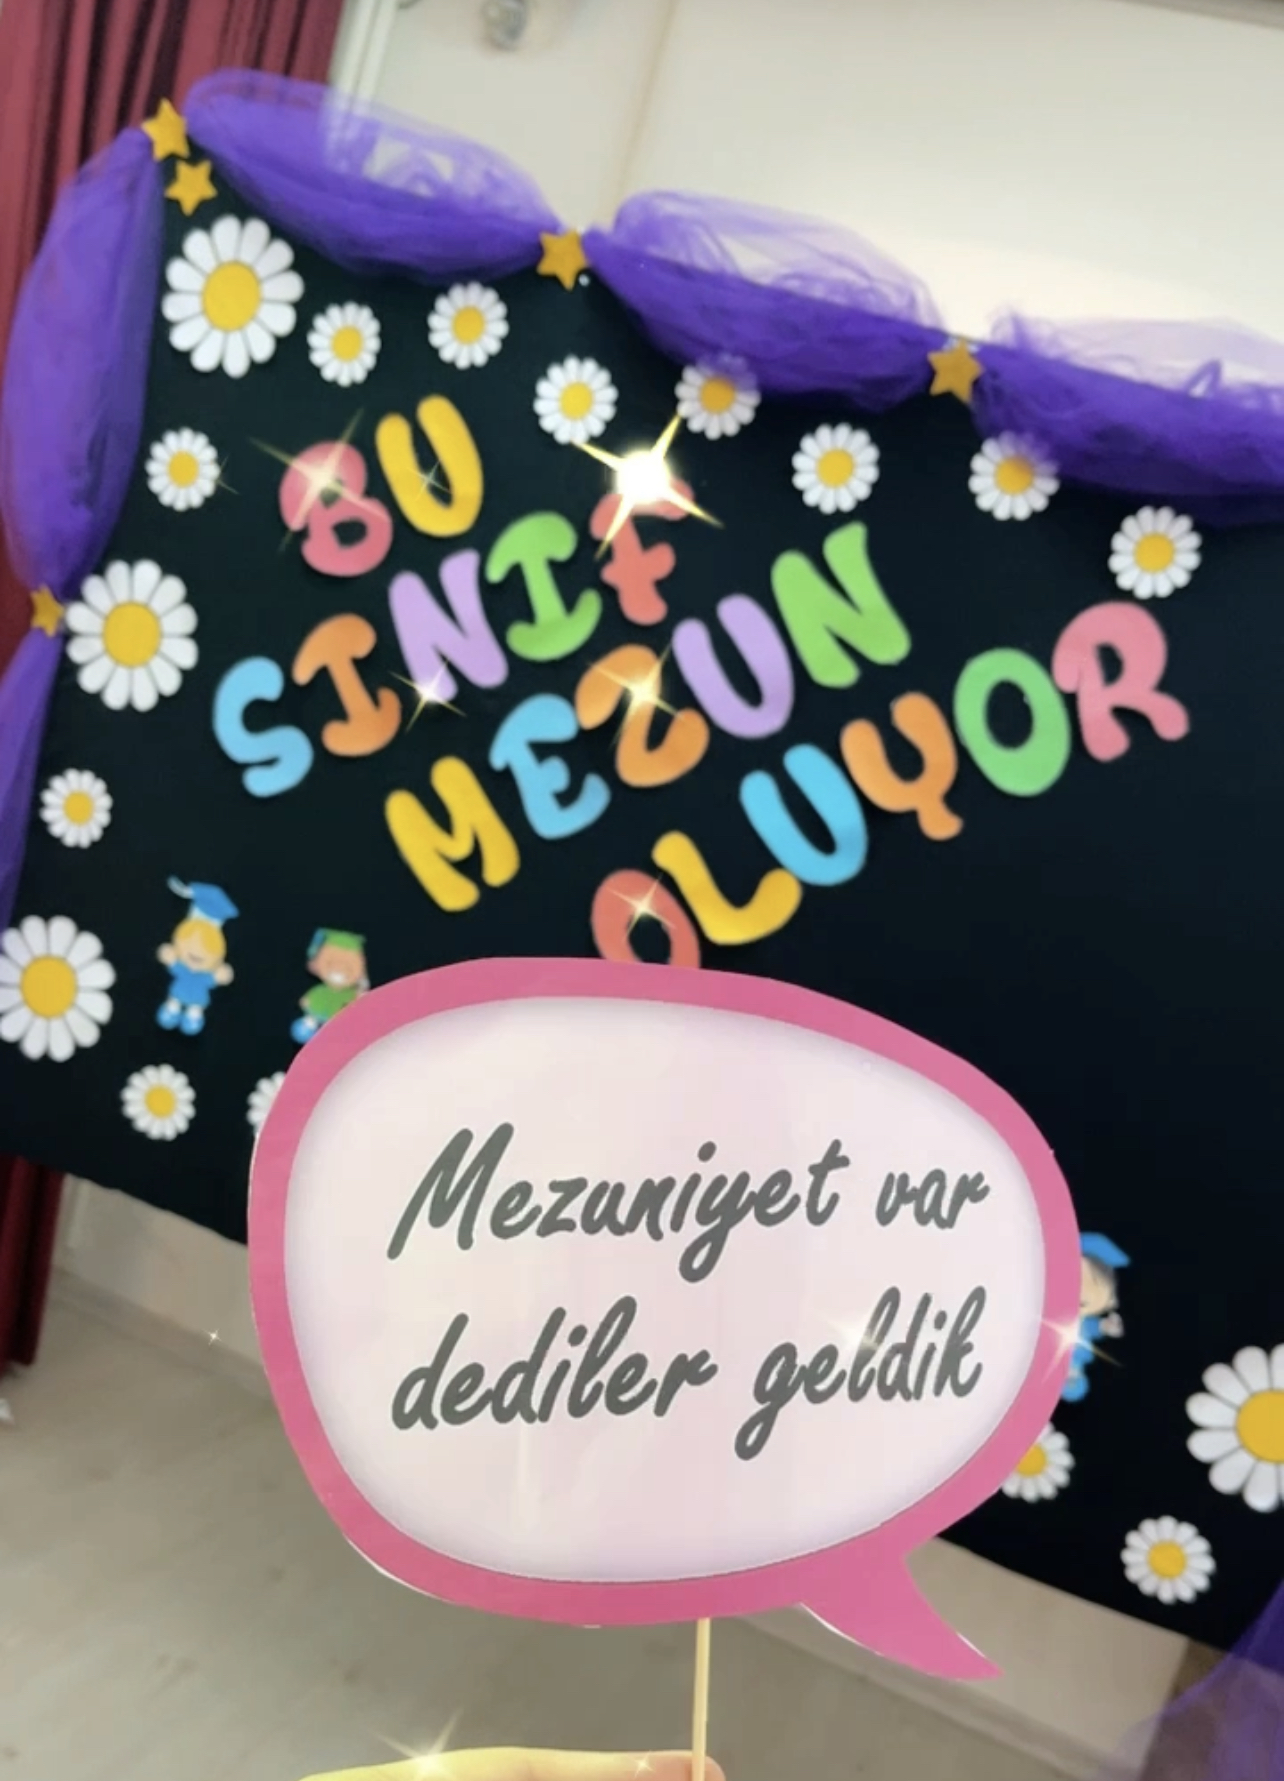 BU
SINIF
MEZUN
OLUYOR
Mezuniyet var
dediler geldik